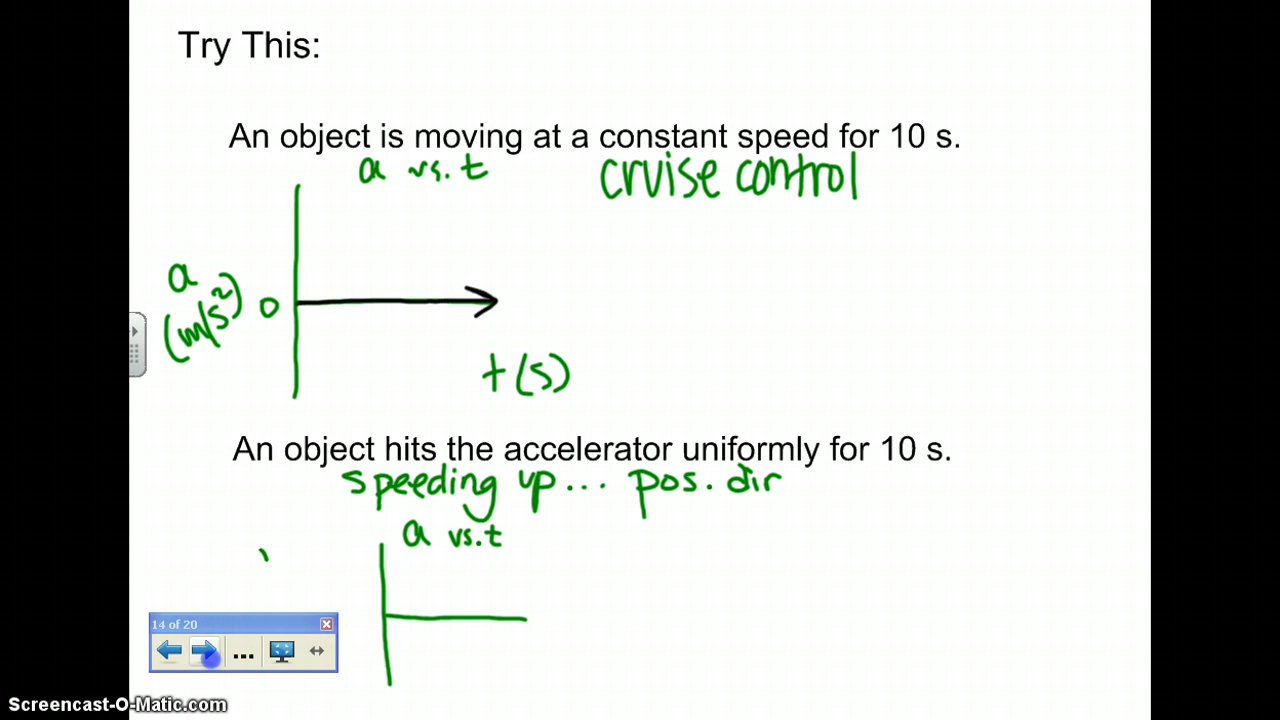 Try This:
An object is moving at a constant speed for 10 s.
a vs. t
cruise control
a
(m/s²)
0
t (s)
An object hits the accelerator uniformly for 10 s.
speeding up... pos. dir
a vs. t
14 of 20
...
Screencast-O-Matic.com